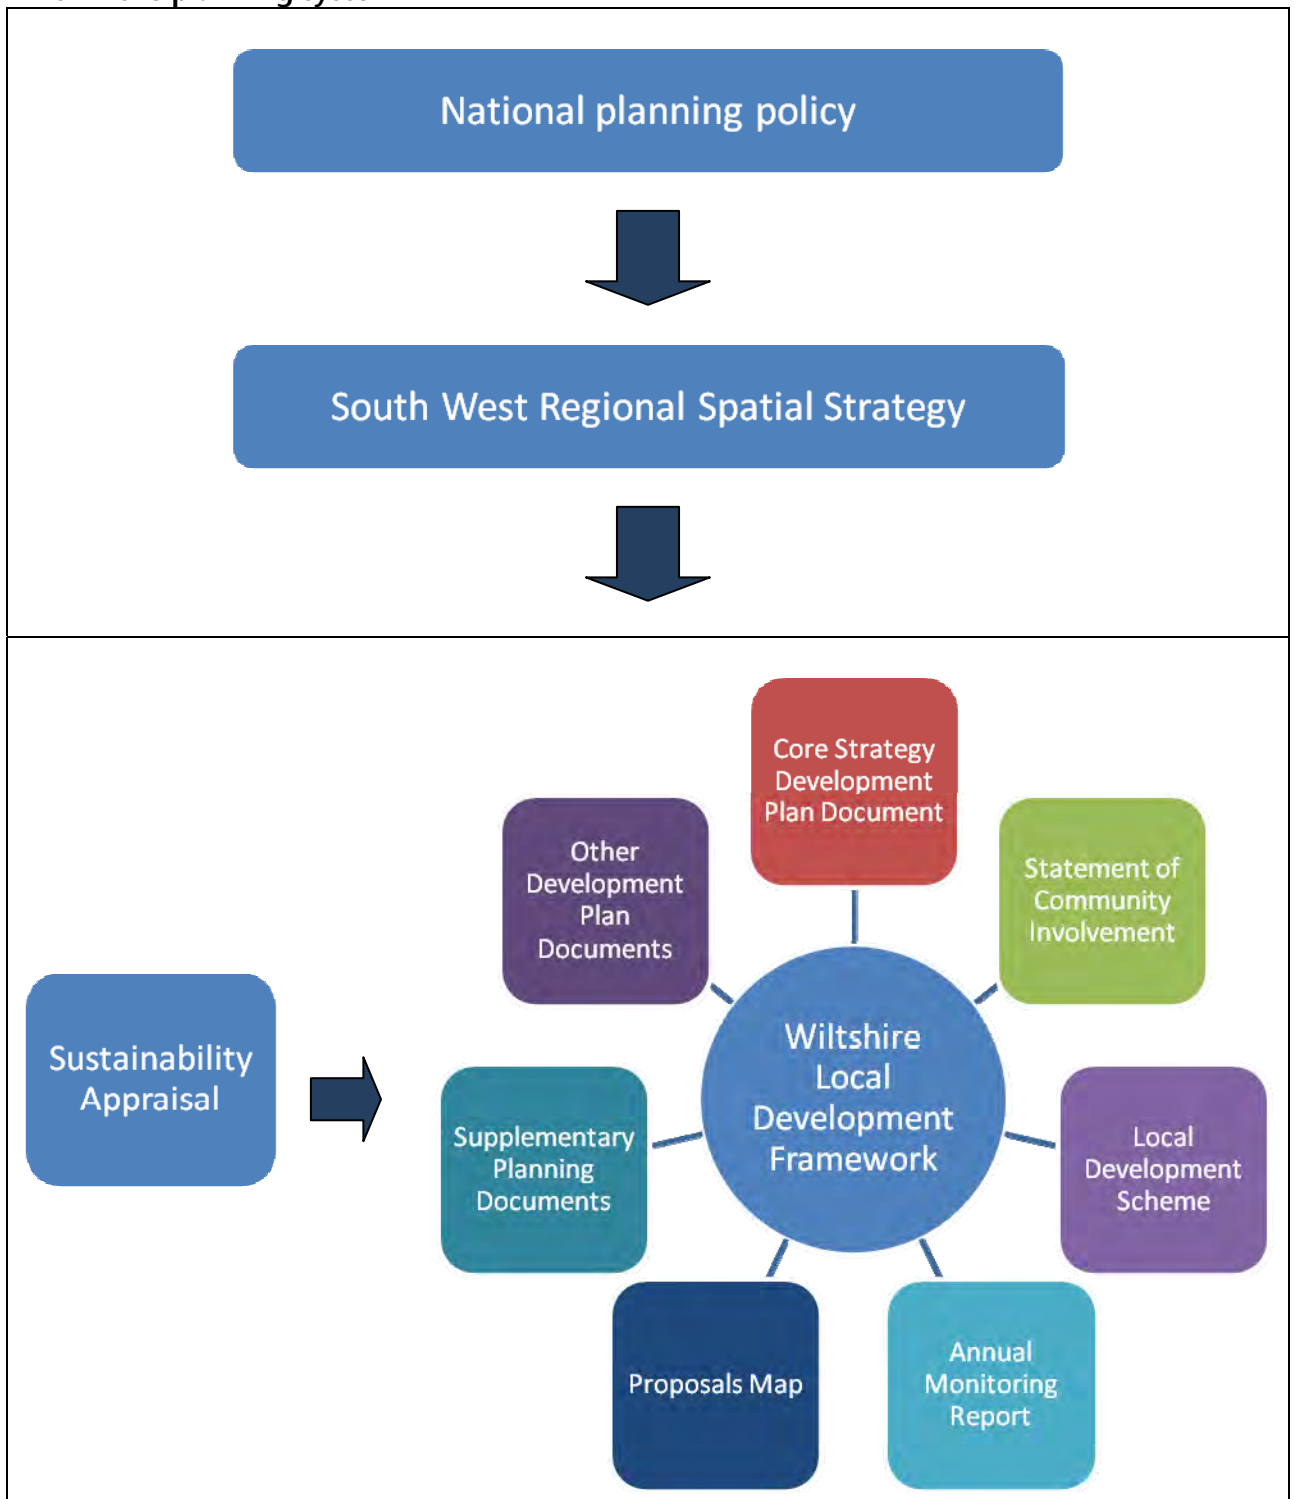 planning
National planning policy
South West Regional Spatial Strategy
Core Strategy
Development
Plan Document
Other
Development
Plan
Documents
Statement of
Community
Involvement
Sustainability
Appraisal
Wiltshire
Local
Development
Framework
Supplementary
Planning
Documents
Local
Development
Scheme
Proposals Map
Annual
Monitoring
Report